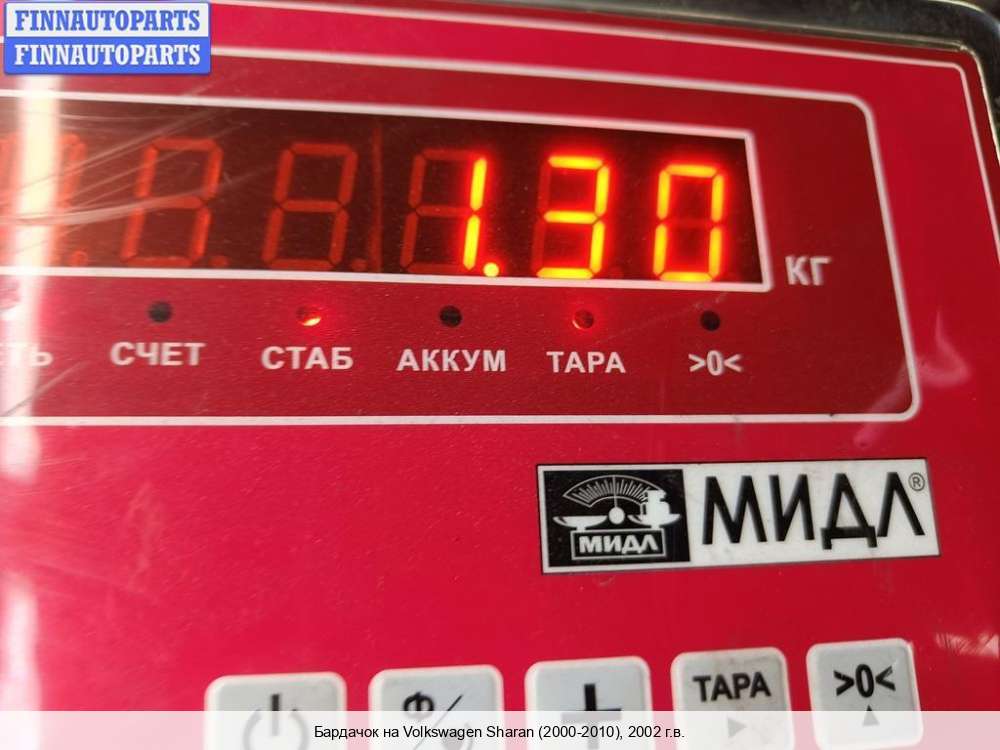 FINNAUTOPARTS
FINNAUTOPARTS
1.30
КГ
СЧЕТ СТАБ АККУМ ТАРА >0<
МИДЛ МИДЛ®
Ф
+
ТАРА
>0<
Бардачок на Volkswagen Sharan (2000-2010), 2002 г.в.